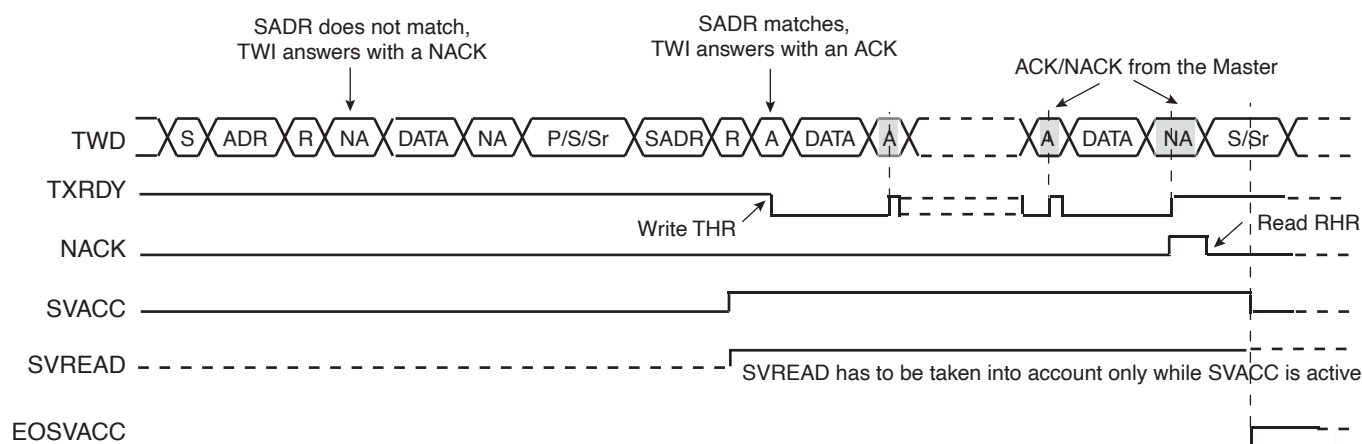 SADR does not match,
TWI answers with a NACK
SADR matches,
TWI answers with an ACK
ACK/NACK from the Master
TWD S ADR R NA DATA NA P/S/Sr SADR R A DATA A A DATA NA S/Sr
TXRDY
Write THR
Read RHR
NACK
SVACC
SVREAD
SVREAD has to be taken into account only while SVACC is active
EOSVACC